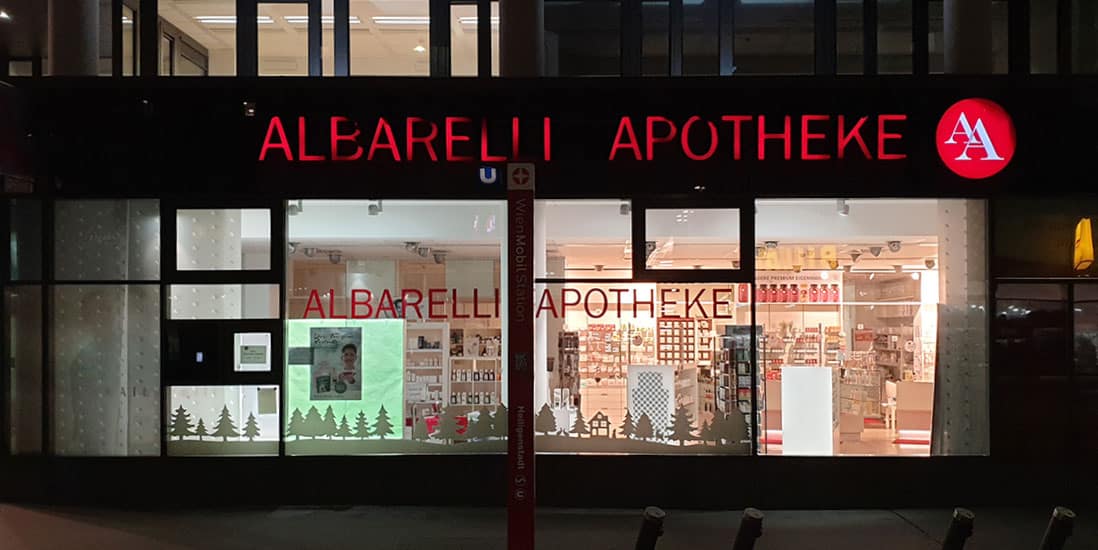 ALBARELLI APOTHEKE
AA
U
WienMobil Station
ALBARELLI APOTHEKE
Heiligenstadt S U